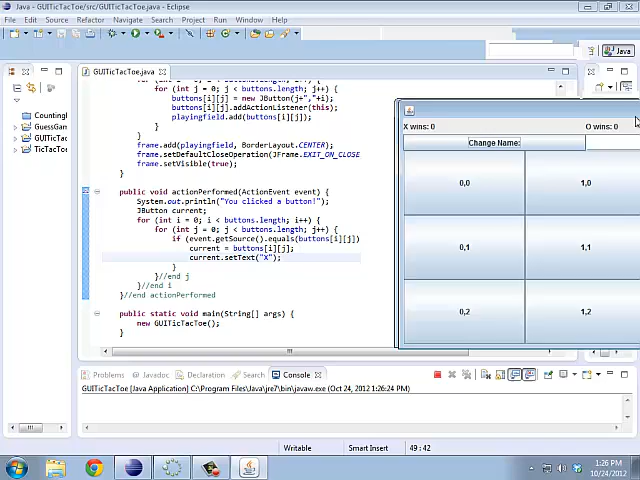 Java - GUITicTacToe/src/GUITicTacToe.java - Eclipse
File Edit Source Refactor Navigate Search Project Run Window Help
Java
GUITicTacToe.java
for (int j = 0; j < buttons.length; j++) {
buttons[i][j] = new JButton(j+","+i);
buttons[i][j].addActionListener(this);
playingfield.add(buttons[i][j]);
}
}
frame.add(playingfield, BorderLayout.CENTER);
frame.setDefaultCloseOperation(JFrame.EXIT_ON_CLOSE
frame.setVisible(true);
}
public void actionPerformed(ActionEvent event) {
System.out.println("You clicked a button!");
JButton current;
for (int i = 0; i < buttons.length; i++) {
for (int j = 0; j < buttons.length; j++) {
if (event.getSource().equals(buttons[i][j])
current = buttons[i][j];
current.setText("X");
}
}//end j
}//end i
}//end actionPerformed
public static void main(String[] args) {
new GUITicTacToe();
}
Counting
GuessGam
GUITicTac
TicTacToe
X wins: 0
O wins: 0
Change Name:
0,0
1,0
0,1
1,1
0,2
1,2
Problems Javadoc Declaration Search Console
GUITicTacToe [Java Application] C:\Program Files\Java\jre7\bin\javaw.exe (Oct 24, 2012 1:26:24 PM)
Writable Smart Insert 49 : 42
1:26 PM
10/24/2012